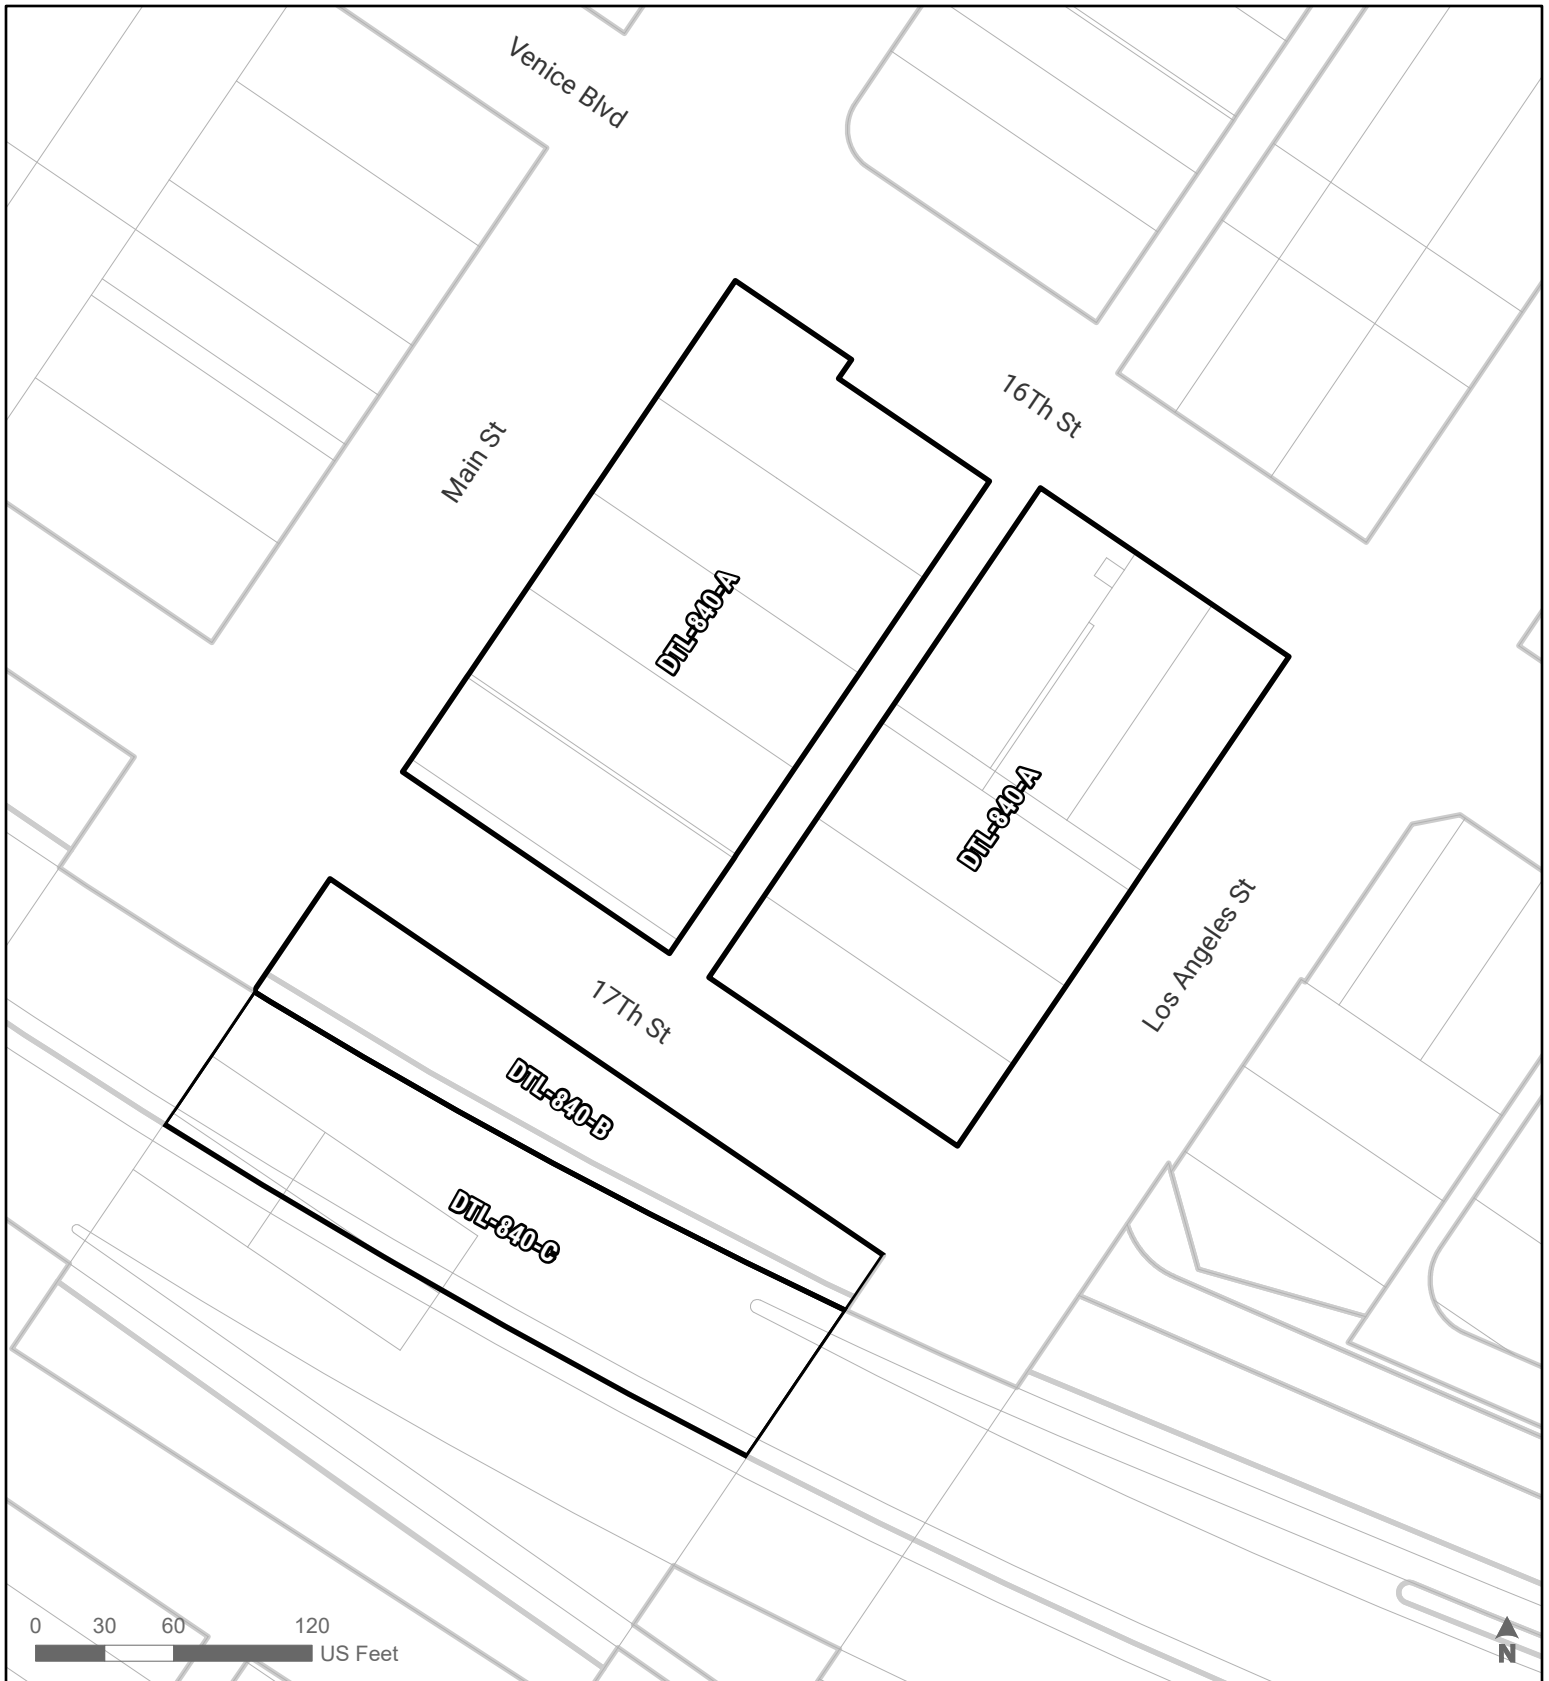 Venice Blvd
16Th St
Main St
DTL-840-A
DTL-840-A
Los Angeles St
17Th St
DTL-840-B
DTL-840-C
0 30 60 120
US Feet
N